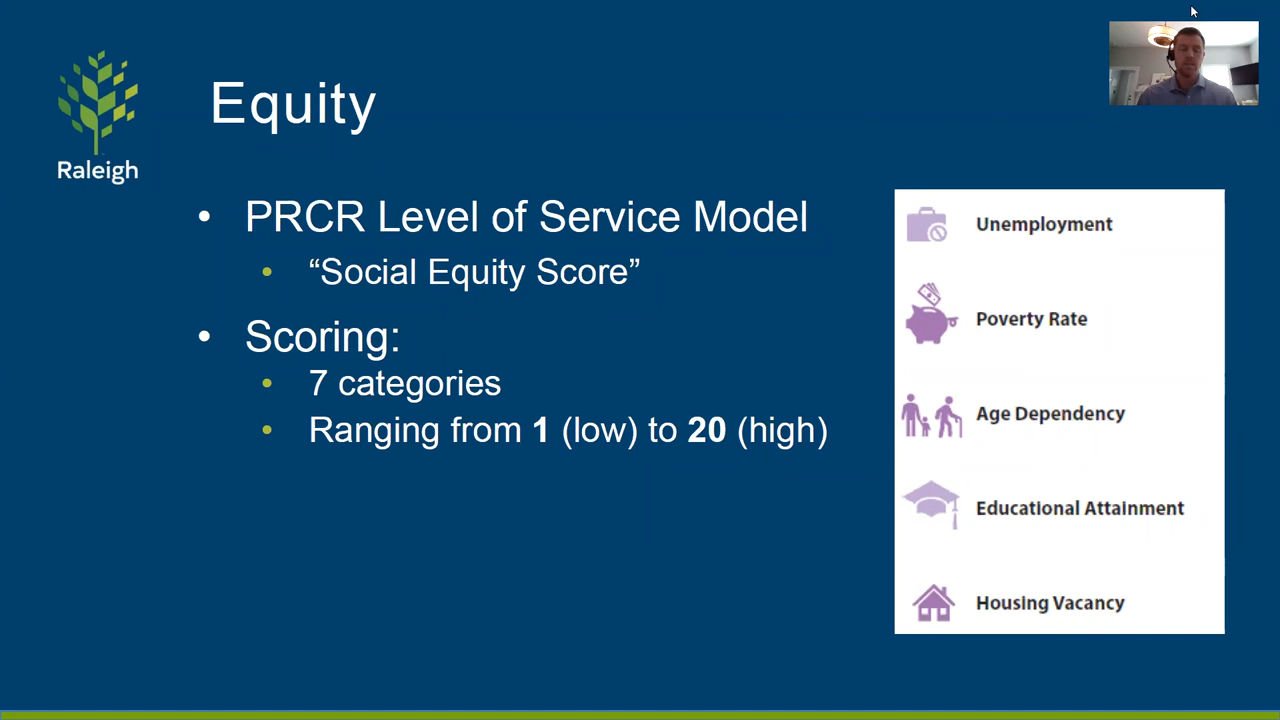 Equity
Raleigh
• PRCR Level of Service Model
• “Social Equity Score”
• Scoring:
• 7 categories
• Ranging from 1 (low) to 20 (high)
Unemployment
Poverty Rate
Age Dependency
Educational Attainment
Housing Vacancy